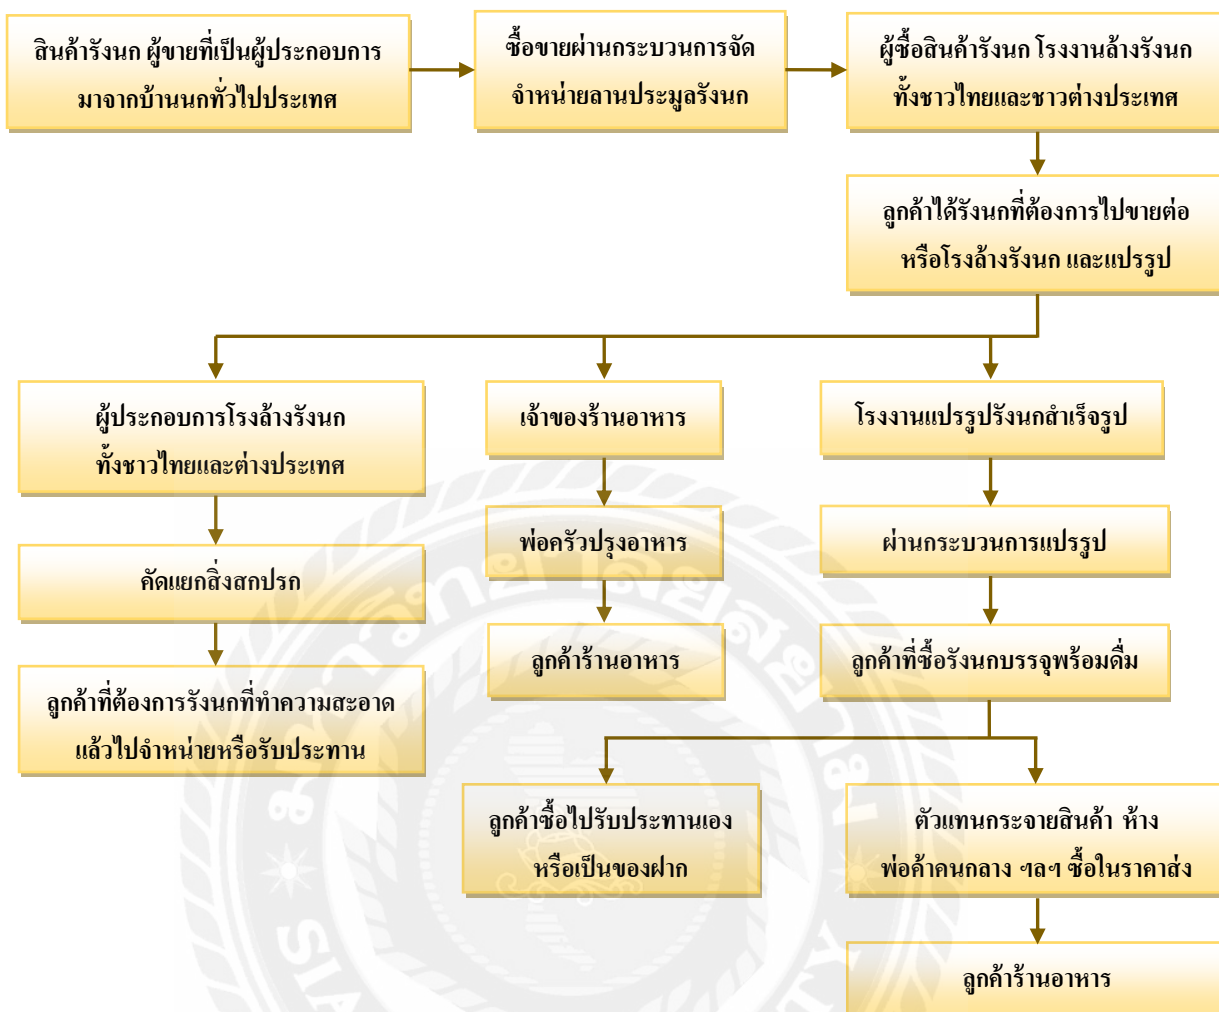 สินค้ารังนก ผู้ขายที่เป็นผู้ประกอบการ
มาจากบ้านนกทั่วไปประเทศ
ซื้อขายผ่านกระบวนการจัด
จำหน่ายลานประมูลรังนก
ผู้ซื้อสินค้ารังนก โรงงานล้างรังนก
ทั้งชาวไทยและชาวต่างประเทศ
ลูกค้าได้รังนกที่ต้องการไปขายต่อ
หรือโรงล้างรังนก และแปรรูป
ผู้ประกอบการโรงล้างรังนก
ทั้งชาวไทยและต่างประเทศ
คัดแยกสิ่งสกปรก
ลูกค้าที่ต้องการรังนกที่ทำความสะอาด
แล้วไปจำหน่ายหรือรับประทาน
เจ้าของร้านอาหาร
พ่อครัวปรุงอาหาร
ลูกค้าร้านอาหาร
โรงงานแปรรูปรังนกสำเร็จรูป
ผ่านกระบวนการแปรรูป
ลูกค้าที่ซื้อรังนกบรรจุพร้อมดื่ม
ลูกค้าซื้อไปรับประทานเอง
หรือเป็นของฝาก
ตัวแทนกระจายสินค้า ห้าง
พ่อค้าคนกลาง ฯลฯ ซื้อในราคาส่ง
ลูกค้าร้านอาหาร
มหาวิทยาลัยสยาม